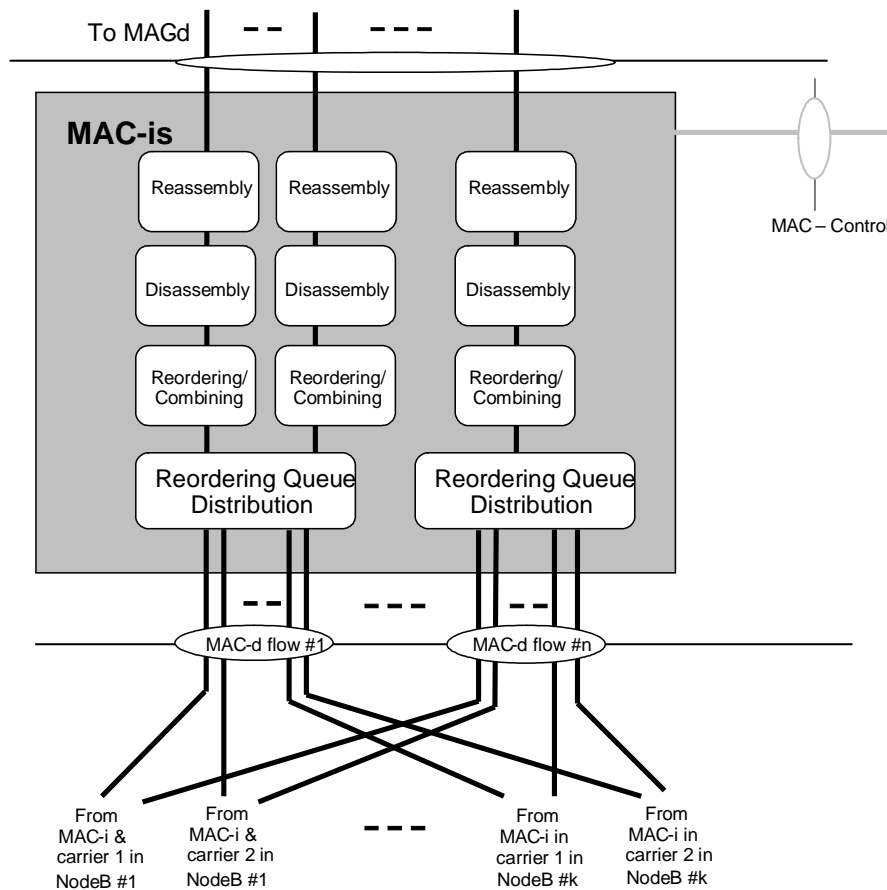 To MAGd
MAC-is
MAC – Control
Reassembly
Reassembly
Reassembly
Disassembly
Disassembly
Disassembly
Reordering/
Combining
Reordering/
Combining
Reordering/
Combining
Reordering Queue
Distribution
Reordering Queue
Distribution
MAC-d flow #1
MAC-d flow #n
From
MAC-i &
carrier 1 in
NodeB #1
From
MAC-i &
carrier 2 in
NodeB #1
From
MAC-i in
carrier 1 in
NodeB #k
From
MAC-i in
carrier 2 in
NodeB #k